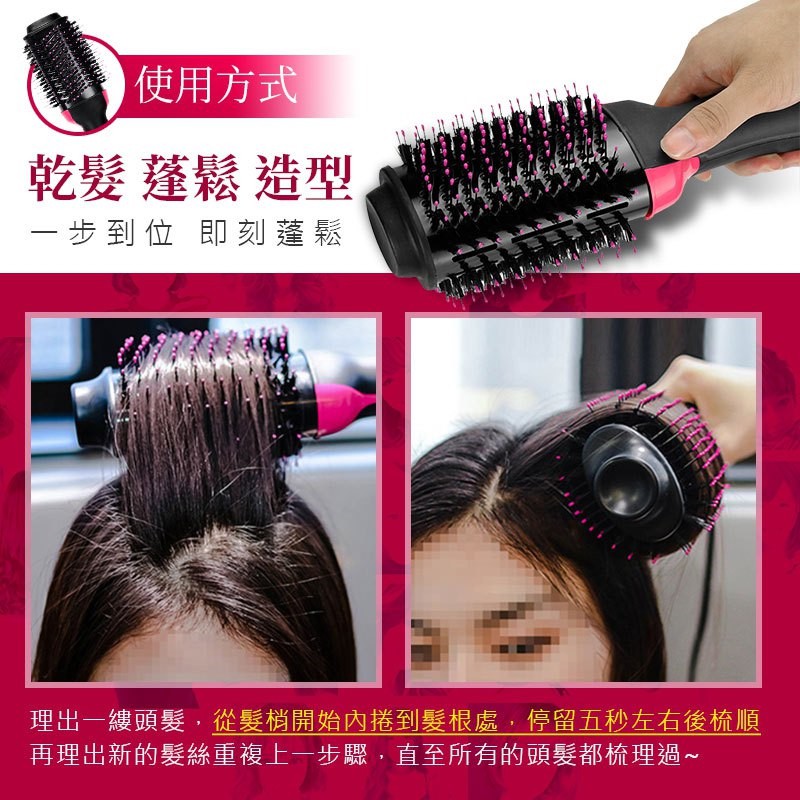 使用方式
乾髮 蓬鬆 造型
一步到位 即刻蓬鬆
理出一縷頭髮，從髮梢開始內捲到髮根處，停留五秒左右後梳順
再理出新的髮絲重複上一步驟，直至所有的頭髮都梳理過~